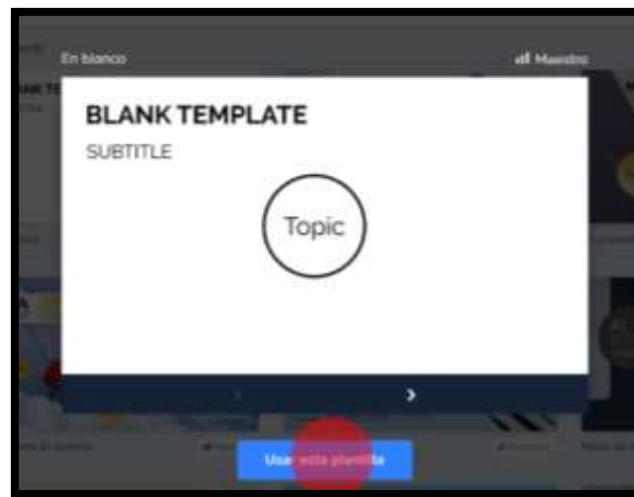 En blanco
Maestro
BLANK TEMPLATE
SUBTITLE
Topic
Usar esta plantilla